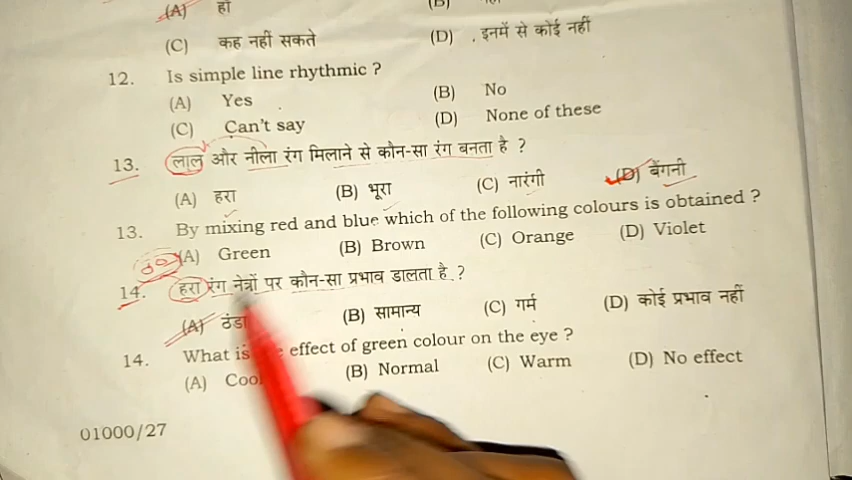 (A) हाँ (B)
(C) कह नहीं सकते (D) इनमें से कोई नहीं
12. Is simple line rhythmic ?
(A) Yes (B) No
(C) Can't say (D) None of these
13. लाल और नीला रंग मिलाने से कौन-सा रंग बनता है ?
(A) हरा (B) भूरा (C) नारंगी (D) बैंगनी
13. By mixing red and blue which of the following colours is obtained ?
(A) Green (B) Brown (C) Orange (D) Violet
14. हरा रंग नेत्रों पर कौन-सा प्रभाव डालता है ?
(A) ठंडा (B) सामान्य (C) गर्म (D) कोई प्रभाव नहीं
14. What is effect of green colour on the eye ?
(A) (B) Normal (C) Warm (D) No effect
01000/27